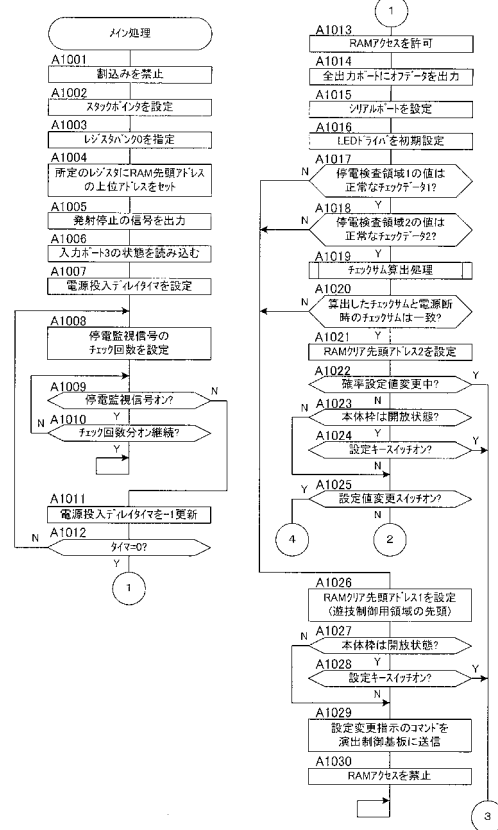 メイン処理
A1001
割込みを禁止
A1002
スタックポインタを設定
A1003
レジスタバンク0を指定
A1004
所定のレジスタにRAM先頭アドレス
の上位アドレスをセット
A1005
発射停止の信号を出力
A1006
入力ポート3の状態を読み込む
A1007
電源投入ディレイタイマを設定
A1008
停電監視信号の
チェック回数を設定
A1009
停電監視信号オン?
N
Y
A1010
チェック回数分オン継続?
N
Y
A1011
電源投入ディレイタイマを-1更新
A1012
タイマ=0?
N
Y
1
1
A1013
RAMアクセスを許可
A1014
全出力ポートにオフデータを出力
A1015
シリアルポートを設定
A1016
LEDドライバを初期設定
A1017
停電検査領域1の値は
正常なチェックデータ1?
N
Y
A1018
停電検査領域2の値は
正常なチェックデータ2?
N
Y
A1019
チェックサム算出処理
A1020
算出したチェックサムと電源断
時のチェックサムは一致?
N
Y
A1021
RAMクリア先頭アドレス2を設定
A1022
確率設定値変更中?
Y
N
A1023
本体枠は開放状態?
N
Y
A1024
設定キースイッチオン?
Y
N
A1025
設定値変更スイッチオン?
Y
N
4
2
A1026
RAMクリア先頭アドレス1を設定
(遊技制御用領域の先頭)
A1027
本体枠は開放状態?
N
Y
A1028
設定キースイッチオン?
Y
N
A1029
設定変更指示のコマンドを
演出制御基板に送信
A1030
RAMアクセスを禁止
3